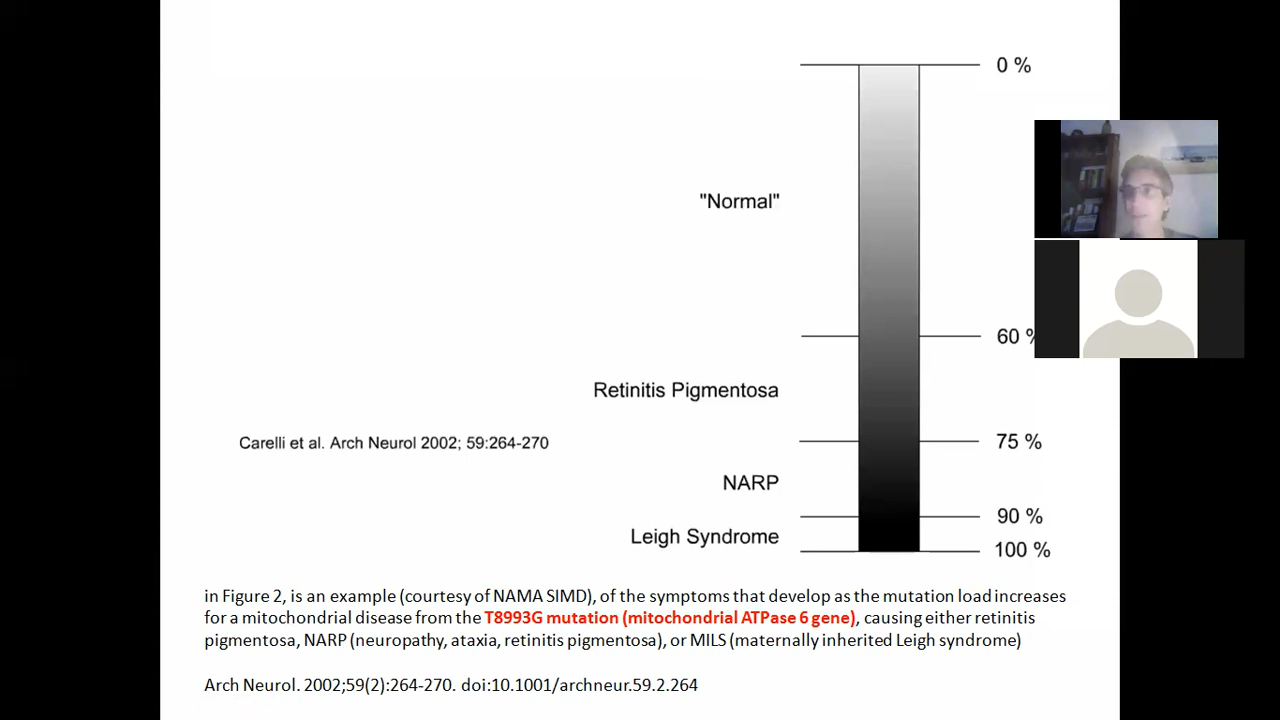 0 %
"Normal"
60 %
Retinitis Pigmentosa
75 %
Carelli et al. Arch Neurol 2002; 59:264-270
NARP
90 %
Leigh Syndrome
100 %
in Figure 2, is an example (courtesy of NAMA SIMD), of the symptoms that develop as the mutation load increases
for a mitochondrial disease from the T8993G mutation (mitochondrial ATPase 6 gene), causing either retinitis
pigmentosa, NARP (neuropathy, ataxia, retinitis pigmentosa), or MILS (maternally inherited Leigh syndrome)
Arch Neurol. 2002;59(2):264-270. doi:10.1001/archneur.59.2.264